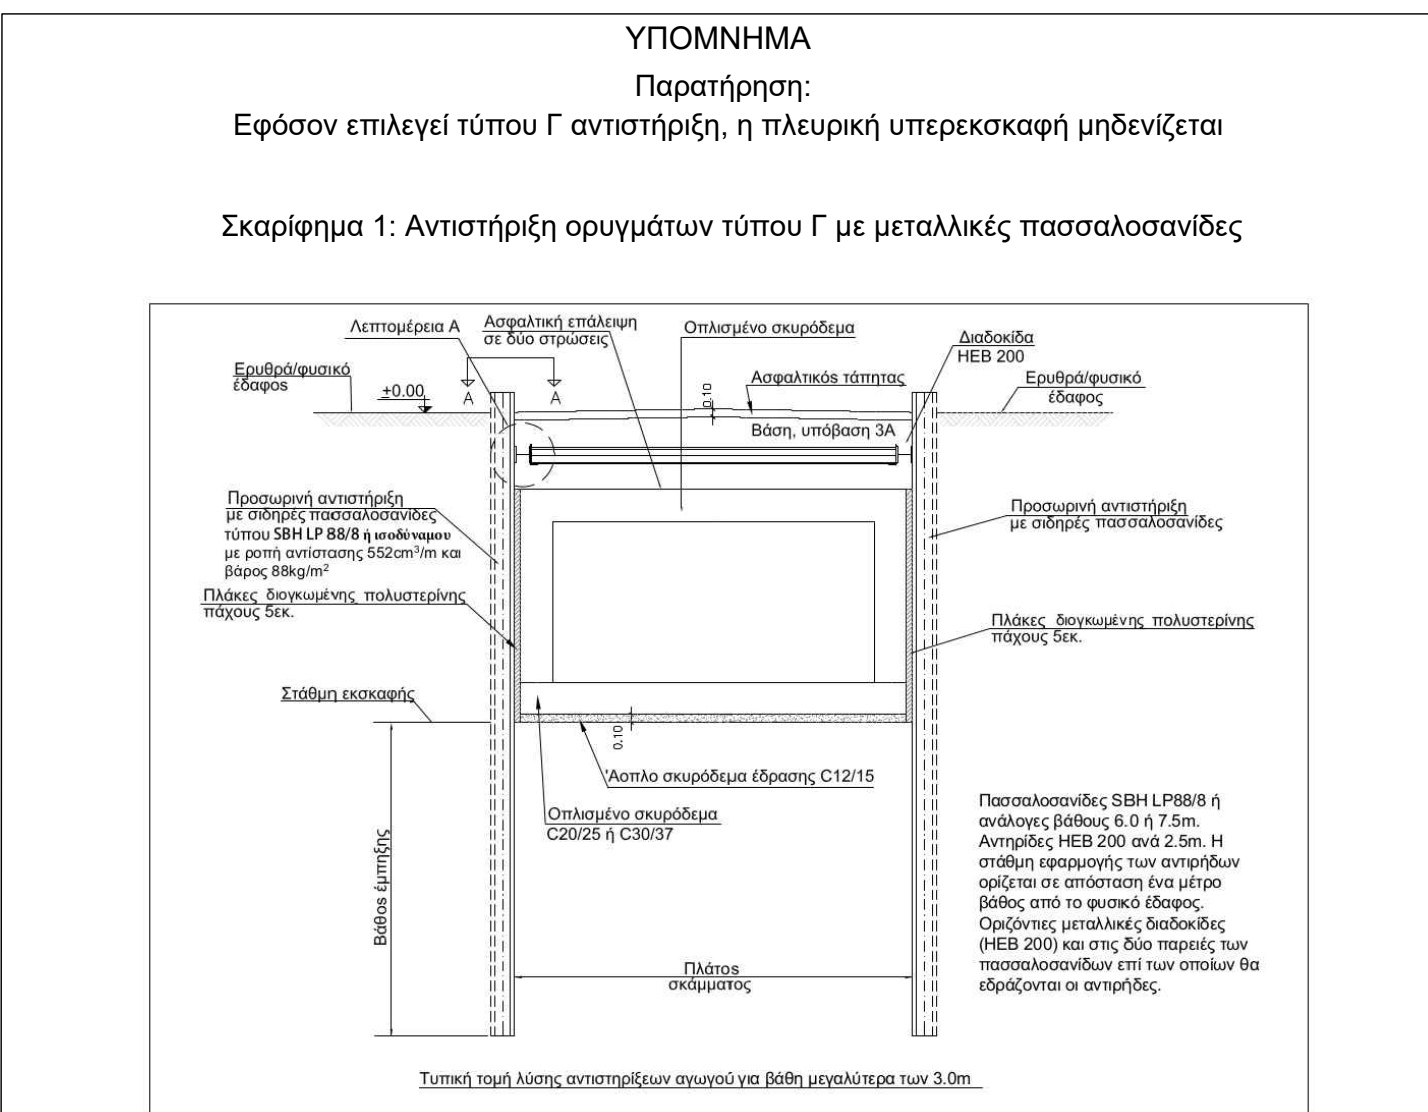 ΥΠΟΜΝΗΜΑ
Παρατήρηση:
Εφόσον επιλεγεί τύπου Γ αντιστήριξη, η πλευρική υπερεκσκαφή μηδενίζεται
Σκαρίφημα 1: Αντιστήριξη ορυγμάτων τύπου Γ με μεταλλικές πασσαλοσανίδες
Λεπτομέρεια Α
Ασφαλτική επάλειψη
σε δύο στρώσεις
Οπλισμένο σκυρόδεμα
Διαδοκίδα
HEB 200
Ερυθρά/φυσικό
έδαφος
±0.00
A
A
0.10
Ασφαλτικός τάπητας
Ερυθρά/φυσικό
έδαφος
Βάση, υπόβαση 3Α
Προσωρινή αντιστήριξη
με σιδηρές πασσαλοσανίδες
τύπου SBH LP 88/8 ή ισοδύναμου
με ροπή αντίστασης 552cm³/m και
βάρος 88kg/m²
Προσωρινή αντιστήριξη
με σιδηρές πασσαλοσανίδες
Πλάκες διογκωμένης πολυστερίνης
πάχους 5εκ.
Πλάκες διογκωμένης πολυστερίνης
πάχους 5εκ.
Στάθμη εκσκαφής
0.10
'Αοπλο σκυρόδεμα έδρασης C12/15
Οπλισμένο σκυρόδεμα
C20/25 ή C30/37
Βάθος έμπηξης
Πλάτος
σκάμματος
Πασσαλοσανίδες SBH LP88/8 ή
ανάλογες βάθους 6.0 ή 7.5m.
Αντηρίδες HEB 200 ανά 2.5m. Η
στάθμη εφαρμογής των αντιρήδων
ορίζεται σε απόσταση ένα μέτρο
βάθος από το φυσικό έδαφος.
Οριζόντιες μεταλλικές διαδοκίδες
(HEB 200) και στις δύο παρειές των
πασσαλοσανίδων επί των οποίων θα
εδράζονται οι αντιρήδες.
Τυπική τομή λύσης αντιστηρίξεων αγωγού για βάθη μεγαλύτερα των 3.0m